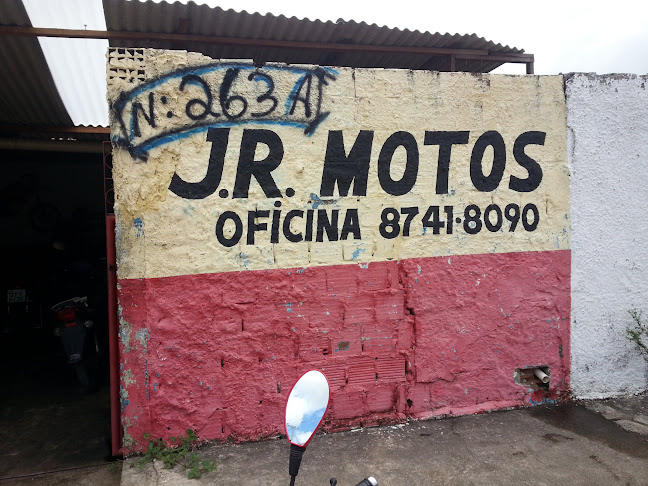 N: 263 A
J.R. MOTOS
OFICINA 8741-8090